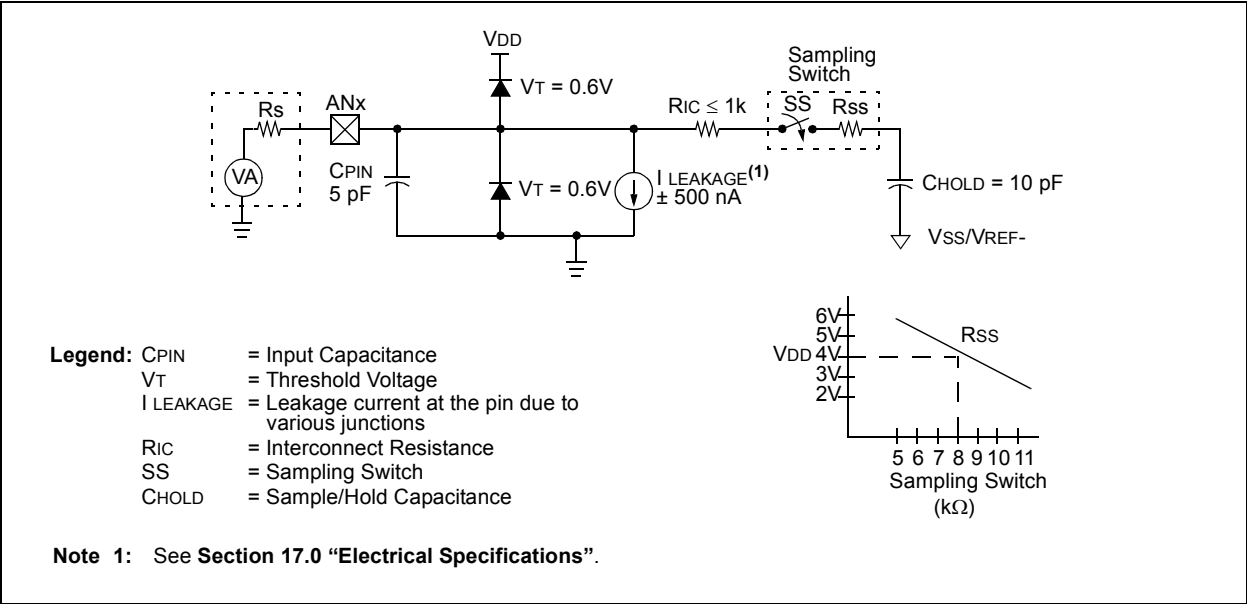 VDD
Sampling
Switch
VT = 0.6V
Rs
ANx
RIC ≤ 1k
SS
Rss
VA
CPIN
5 pF
VT = 0.6V
I LEAKAGE(1)
± 500 nA
CHOLD = 10 pF
VSS/VREF-
Legend: CPIN = Input Capacitance
VT = Threshold Voltage
I LEAKAGE = Leakage current at the pin due to
various junctions
RIC = Interconnect Resistance
SS = Sampling Switch
CHOLD = Sample/Hold Capacitance
6V
5V
VDD 4V
3V
2V
RSS
5 6 7 8 9 10 11
Sampling Switch
(kΩ)
Note 1: See Section 17.0 “Electrical Specifications”.